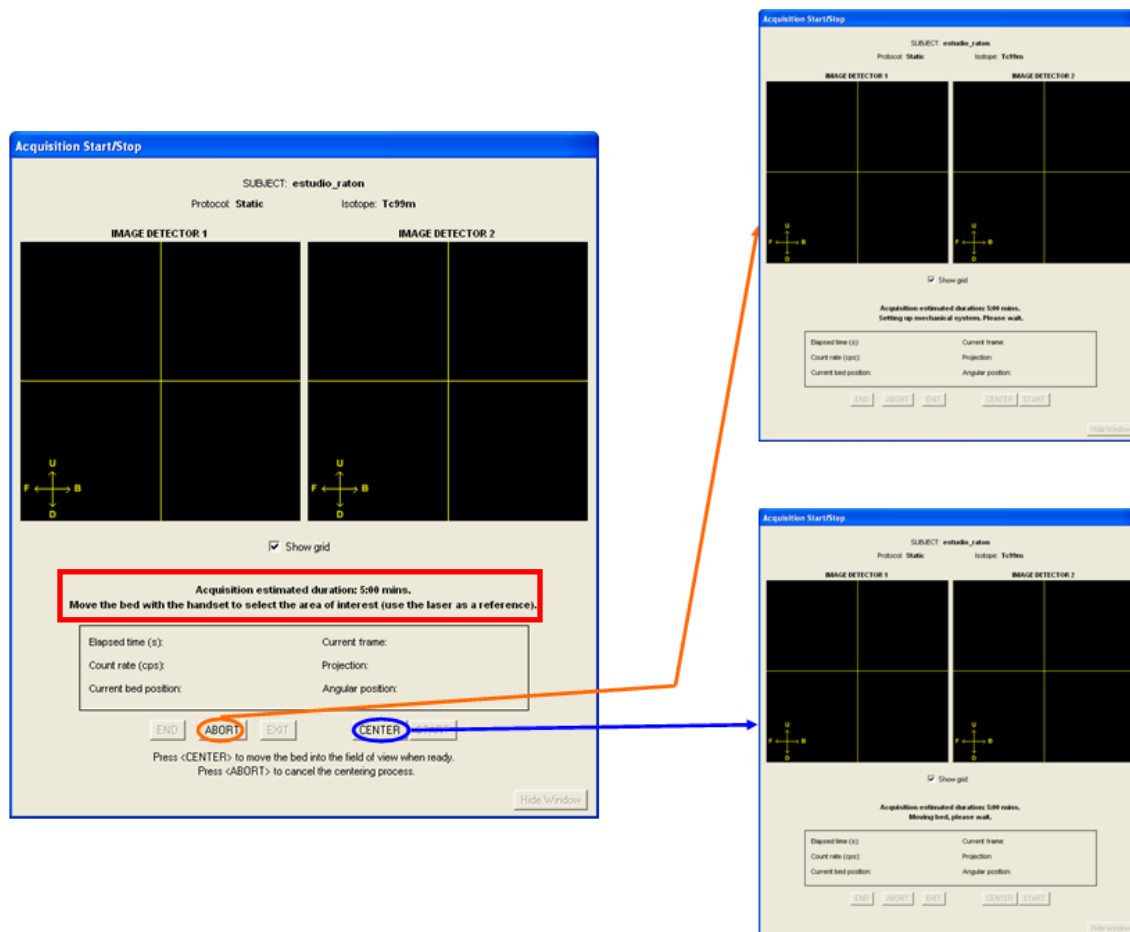 Acquisition Start/Stop
SUBJECT: estudio_raton
Protocol: Static Isotope: Tc99m
IMAGE DETECTOR 1 IMAGE DETECTOR 2
U U
F B F B
D D
Show grid
Acquisition estimated duration: 5:00 mins.
Move the bed with the handset to select the area of interest (use the laser as a reference).
Elapsed time (s): Current frame:
Count rate (cps): Projection:
Current bed position: Angular position:
END ABORT EXIT CENTER START
Press <CENTER> to move the bed into the field of view when ready.
Press <ABORT> to cancel the centering process.
Hide Window
Acquisition Start/Stop
SUBJECT: estudio_raton
Protocol: Static Isotope: Tc99m
IMAGE DETECTOR 1 IMAGE DETECTOR 2
U U
F B F B
D D
Show grid
Acquisition estimated duration: 5:00 mins.
Setting up mechanical system, Please wait.
Elapsed time (s): Current frame:
Count rate (cps): Projection:
Current bed position: Angular position:
END ABORT EXIT CENTER START
Hide Window
Acquisition Start/Stop
SUBJECT: estudio_raton
Protocol: Static Isotope: Tc99m
IMAGE DETECTOR 1 IMAGE DETECTOR 2
U U
F B F B
D D
Show grid
Acquisition estimated duration: 5:00 mins.
Moving bed, please wait.
Elapsed time (s): Current frame:
Count rate (cps): Projection:
Current bed position: Angular position:
END ABORT EXIT CENTER START
Hide Window